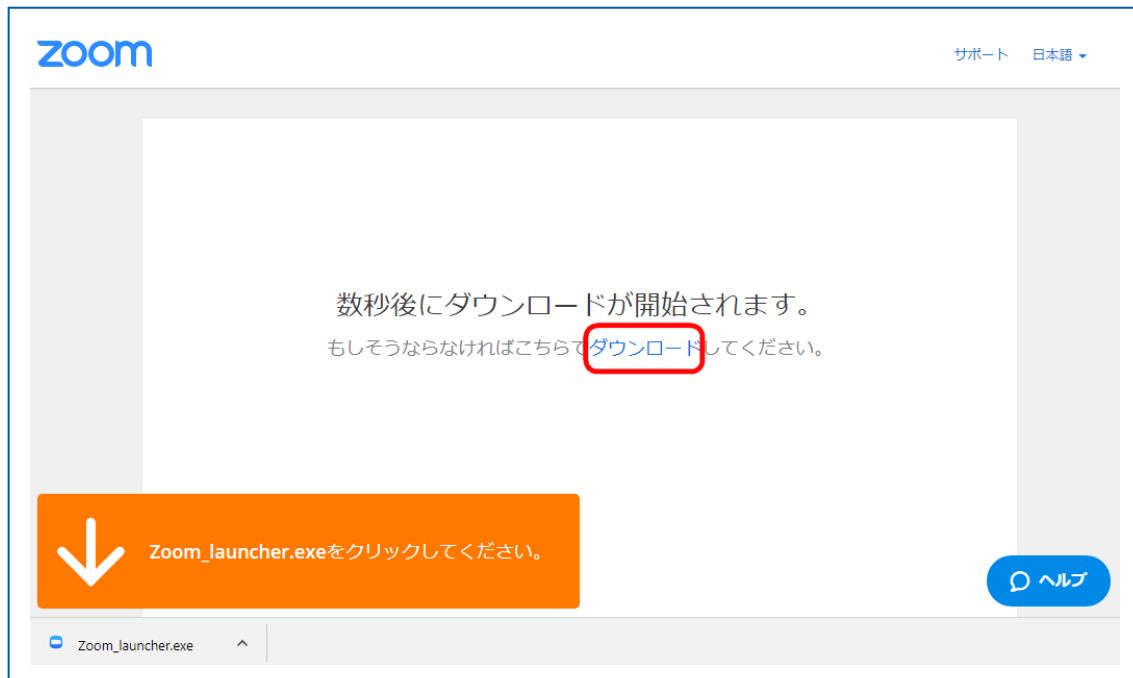 zoom
サポート 日本語
数秒後にダウンロードが開始されます。
もしそうならなければこちらでダウンロードしてください。
Zoom_launcher.exeをクリックしてください。
ヘルプ
Zoom_launcher.exe